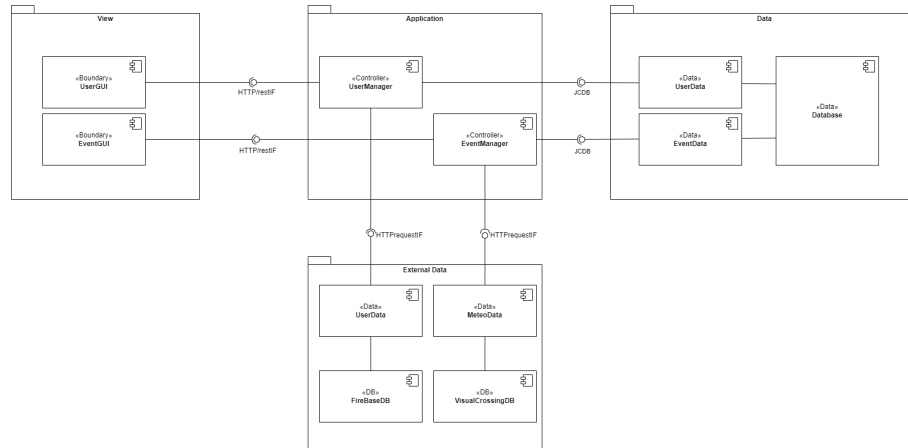 View
Application
Data
«Boundary»
UserGUI
HTTP/restIF
«Controller»
UserManager
JCDB
«Data»
UserData
«Data»
Database
«Boundary»
EventGUI
HTTP/restIF
«Controller»
EventManager
JCDB
«Data»
EventData
HTTPrequestIF
HTTPrequestIF
External Data
«Data»
UserData
«Data»
MeteoData
«DB»
FireBaseDB
«DB»
VisualCrossingDB